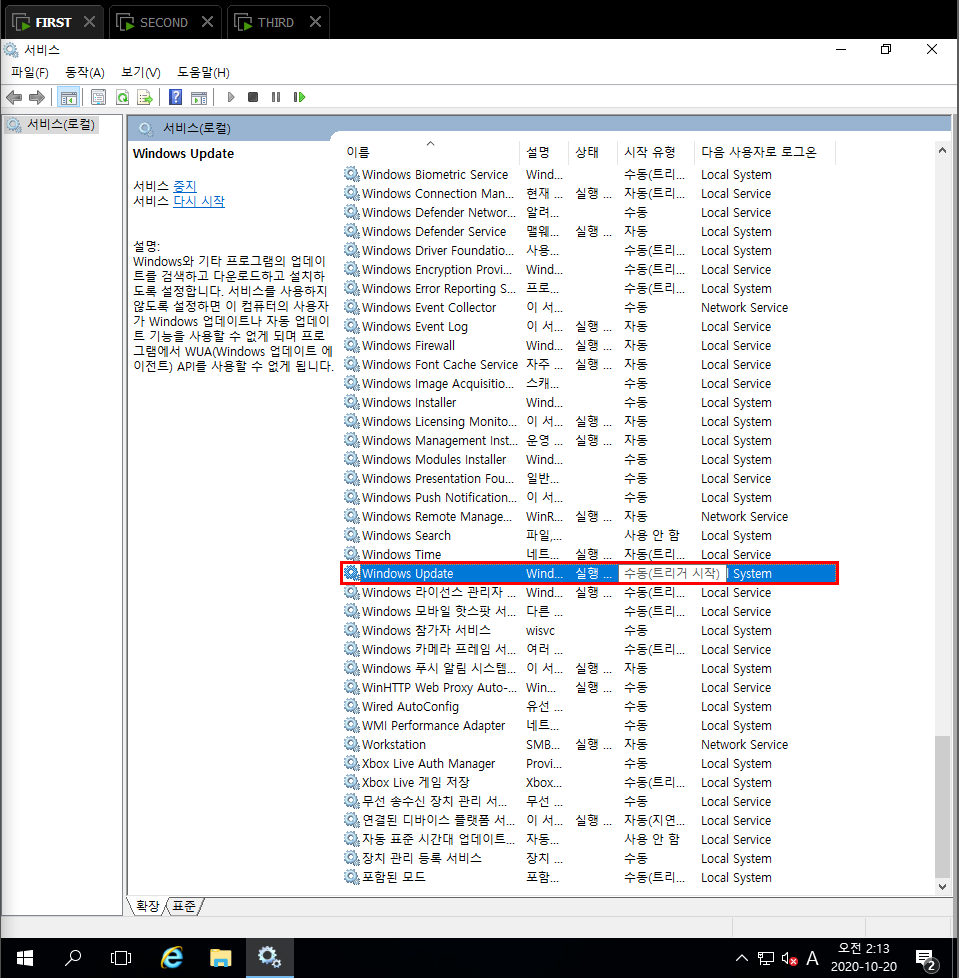 FIRST
SECOND
THIRD
서비스
파일(F) 동작(A) 보기(V) 도움말(H)
서비스(로컬)
서비스(로컬)
Windows Update
서비스 중지
서비스 다시 시작
설명:
Windows와 기타 프로그램의 업데이
트를 검색하고 다운로드하고 설치하
도록 설정합니다. 서비스를 사용하지
않도록 설정하면 이 컴퓨터의 사용자
가 Windows 업데이트나 자동 업데이
트 기능을 사용할 수 없게 되며 프로
그램에서 WUA(Windows 업데이트 에
이전트) API를 사용할 수 없게 됩니다.
이름 설명 상태 시작 유형 다음 사용자로 로그온
Windows Biometric Service Wind... 수동(트리... Local System
Windows Connection Man... 현재 ... 실행 ... 자동(트리... Local Service
Windows Defender Networ... 알려... 수동 Local Service
Windows Defender Service 맬웨... 실행 ... 자동 Local System
Windows Driver Foundatio... 사용... 수동(트리... Local System
Windows Encryption Provi... Wind... 수동(트리... Local Service
Windows Error Reporting S... 프로... 수동(트리... Local System
Windows Event Collector 이 서... 수동 Network Service
Windows Event Log 이 서... 실행 ... 자동 Local Service
Windows Firewall Wind... 실행 ... 자동 Local Service
Windows Font Cache Service 자주 ... 실행 ... 자동 Local Service
Windows Image Acquisitio... 스캐... 수동 Local Service
Windows Installer Wind... 수동 Local System
Windows Licensing Monito... 이 서... 실행 ... 자동 Local System
Windows Management Inst... 운영 ... 실행 ... 자동 Local System
Windows Modules Installer Wind... 수동 Local System
Windows Presentation Fou... 일반... 수동 Local Service
Windows Push Notification... 이 서... 수동 Local System
Windows Remote Manage... WinR... 실행 ... 자동 Network Service
Windows Search 파일,... 사용 안 함 Local System
Windows Time 네트... 실행 ... 자동(트리... Local Service
Windows Update Wind... 실행 ... 수동(트리거 시작) System
Windows 라이선스 관리자 ... Wind... 실행 ... 수동(트리... Local Service
Windows 모바일 핫스팟 서... 다른 ... 수동(트리... Local Service
Windows 참가자 서비스 wisvc 수동 Local System
Windows 카메라 프레임 서... 여러 ... 수동(트리... Local Service
Windows 푸시 알림 시스템... 이 서... 실행 ... 자동 Local System
WinHTTP Web Proxy Auto-... Win... 실행 ... 수동 Local Service
Wired AutoConfig 유선 ... 수동 Local System
WMI Performance Adapter 네트... 수동 Local System
Workstation SMB... 실행 ... 자동 Network Service
Xbox Live Auth Manager Provi... 수동 Local System
Xbox Live 게임 저장 Xbox... 수동(트리... Local System
무선 송수신 장치 관리 서... 무선 ... 수동 Local Service
연결된 디바이스 플랫폼 서... 이 서... 실행 ... 자동(지연... Local Service
자동 표준 시간대 업데이트... 자동... 사용 안 함 Local Service
장치 관리 등록 서비스 장치 ... 수동 Local System
포함된 모드 포함... 수동(트리... Local System
확장 표준
A
오전 2:13
2020-10-20
2